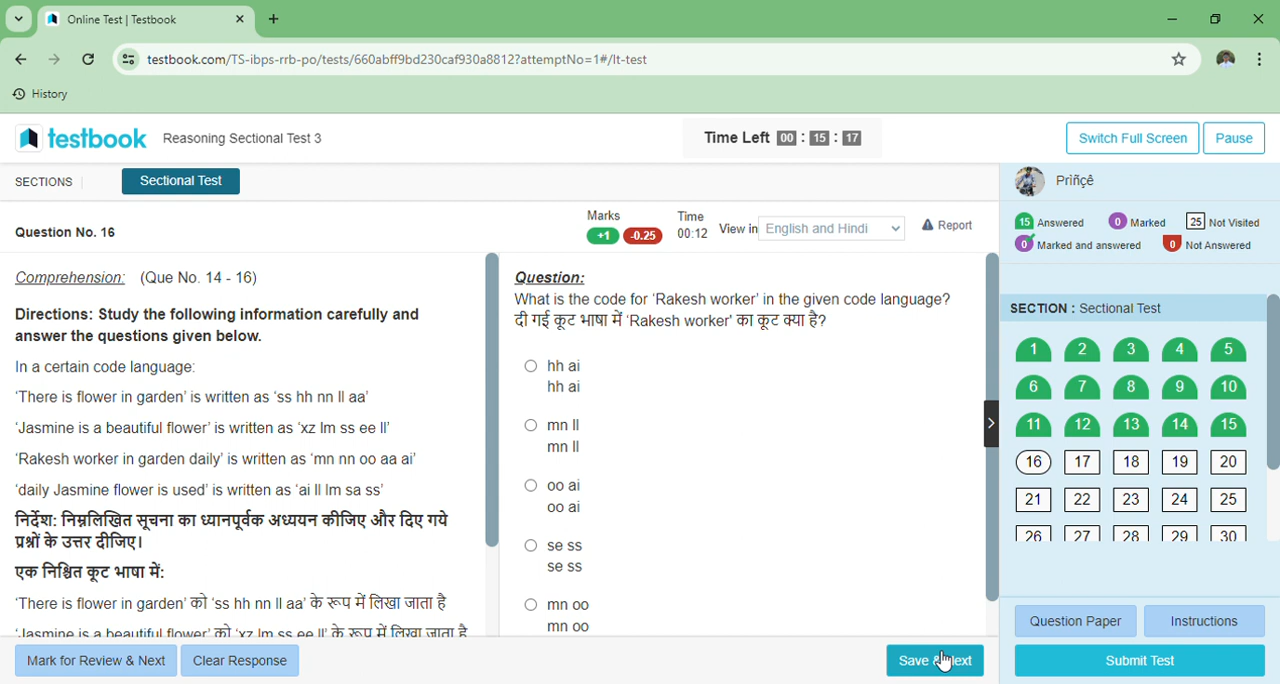 Online Test | Testbook
testbook.com/TS-ibps-rrb-po/tests/660abff9bd230caf930a8812?attemptNo=1#/lt-test
History
testbook Reasoning Sectional Test 3
Time Left 00 : 15 : 17
Switch Full Screen Pause
SECTIONS Sectional Test
Priñçê
Question No. 16
Marks
+1 -0.25
Time
00:12
View in English and Hindi
Report
15 Answered 0 Marked 25 Not Visited
0 Marked and answered 0 Not Answered
Comprehension: (Que No. 14 - 16)
Directions: Study the following information carefully and
answer the questions given below.
In a certain code language:
‘There is flower in garden’ is written as ‘ss hh nn ll aa’
‘Jasmine is a beautiful flower’ is written as ‘xz lm ss ee ll’
‘Rakesh worker in garden daily’ is written as ‘mn nn oo aa ai’
‘daily Jasmine flower is used’ is written as ‘ai ll lm sa ss’
निर्देश: निम्नलिखित सूचना का ध्यानपूर्वक अध्ययन कीजिए और दिए गये
प्रश्नों के उत्तर दीजिए।
एक निश्चित कूट भाषा में:
‘There is flower in garden’ को ‘ss hh nn ll aa’ के रूप में लिखा जाता है
‘Jasmine is a beautiful flower’ को ‘xz lm ss ee ll’ के रूप में लिखा जाता है
Question:
What is the code for ‘Rakesh worker’ in the given code language?
दी गई कूट भाषा में ‘Rakesh worker’ का कूट क्या है?
hh ai
hh ai
mn ll
mn ll
oo ai
oo ai
se ss
se ss
mn oo
mn oo
SECTION : Sectional Test
1 2 3 4 5
6 7 8 9 10
11 12 13 14 15
16 17 18 19 20
21 22 23 24 25
26 27 28 29 30
Question Paper Instructions
Mark for Review & Next Clear Response Save & Next Submit Test